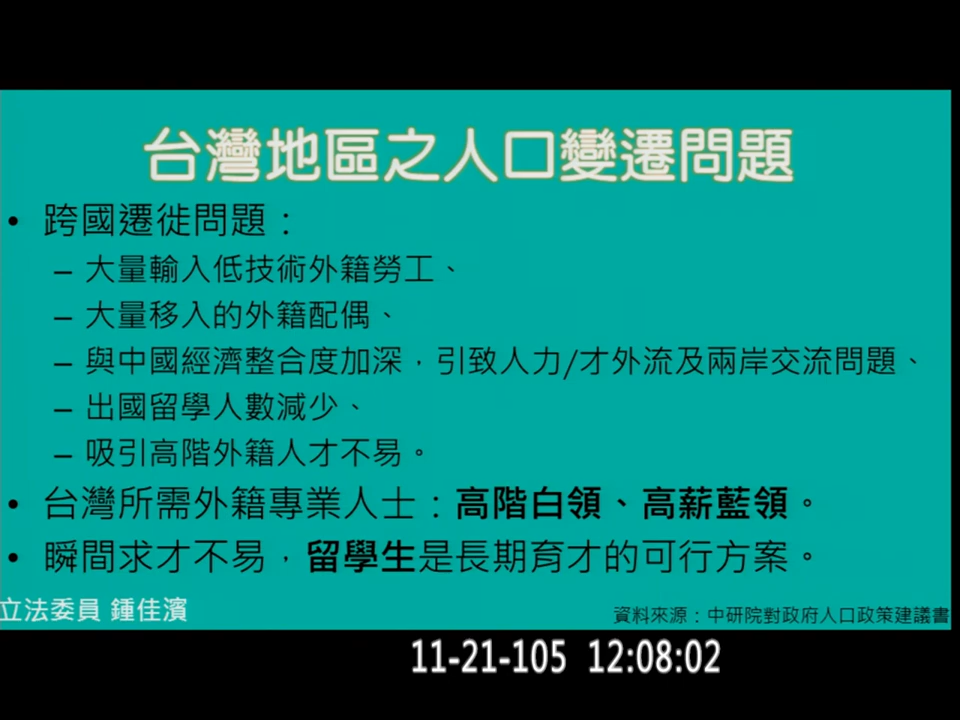 台灣地區之人口變遷問題
• 跨國遷徙問題：
– 大量輸入低技術外籍勞工、
– 大量移入的外籍配偶、
– 與中國經濟整合度加深，引致人力/才外流及兩岸交流問題、
– 出國留學人數減少、
– 吸引高階外籍人才不易。
• 台灣所需外籍專業人士：高階白領、高薪藍領。
• 瞬間求才不易，留學生是長期育才的可行方案。
立法委員 鍾佳濱
資料來源：中研院對政府人口政策建議書
11-21-105 12:08:02